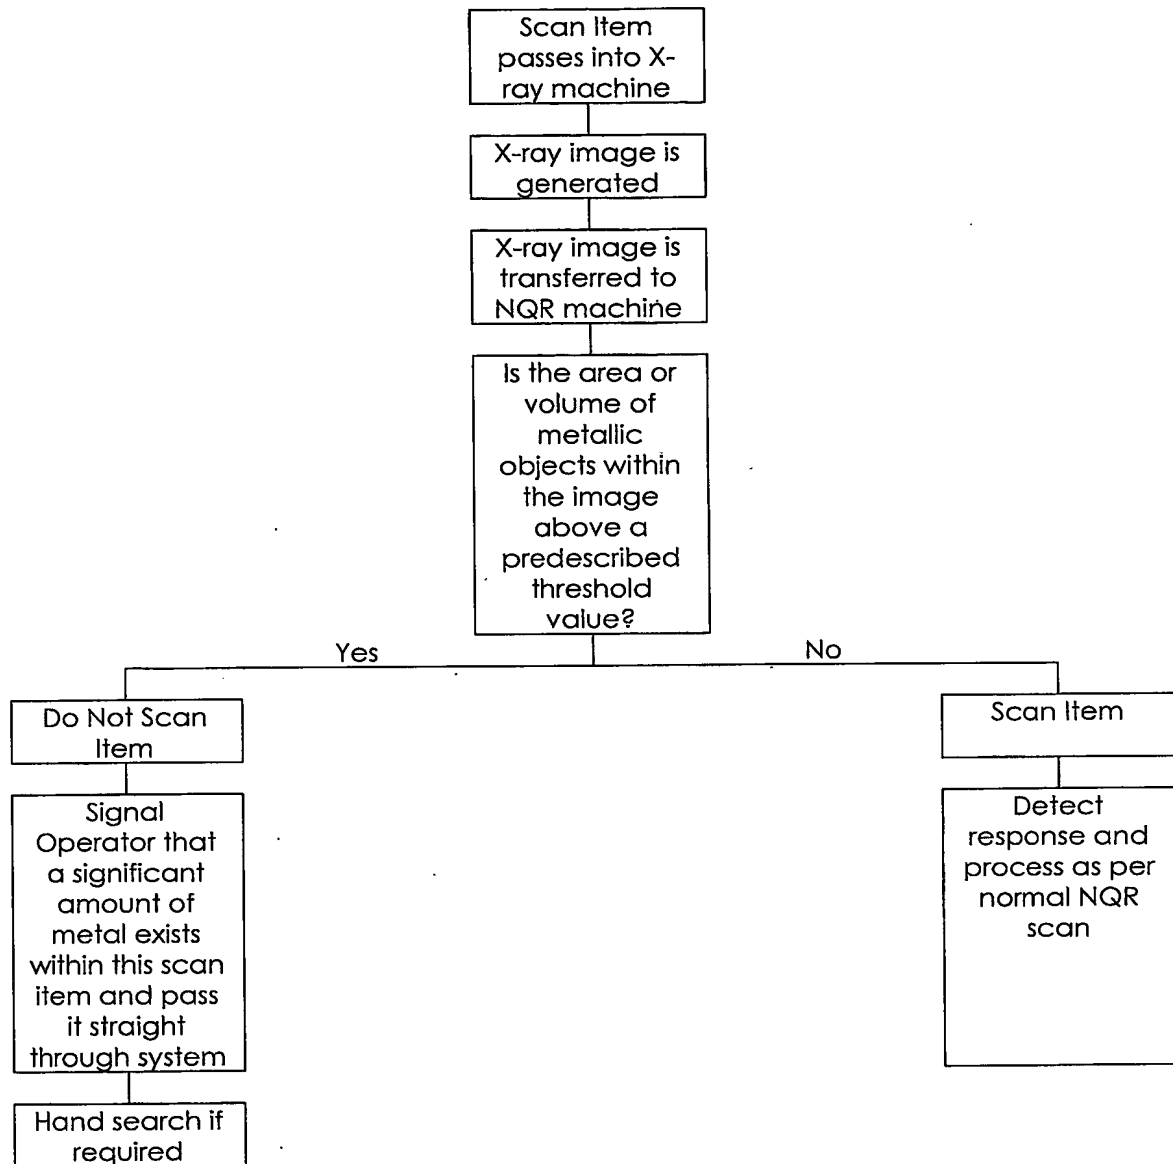 Scan Item
passes into X-
ray machine
X-ray image is
generated
X-ray image is
transferred to
NQR machine
Is the area or
volume of
metallic
objects within
the image
above a
predescribed
threshold
value?
Yes
No
Do Not Scan
Item
Signal
Operator that
a significant
amount of
metal exists
within this scan
item and pass
it straight
through system
Hand search if
required
Scan Item
Detect
response and
process as per
normal NQR
scan